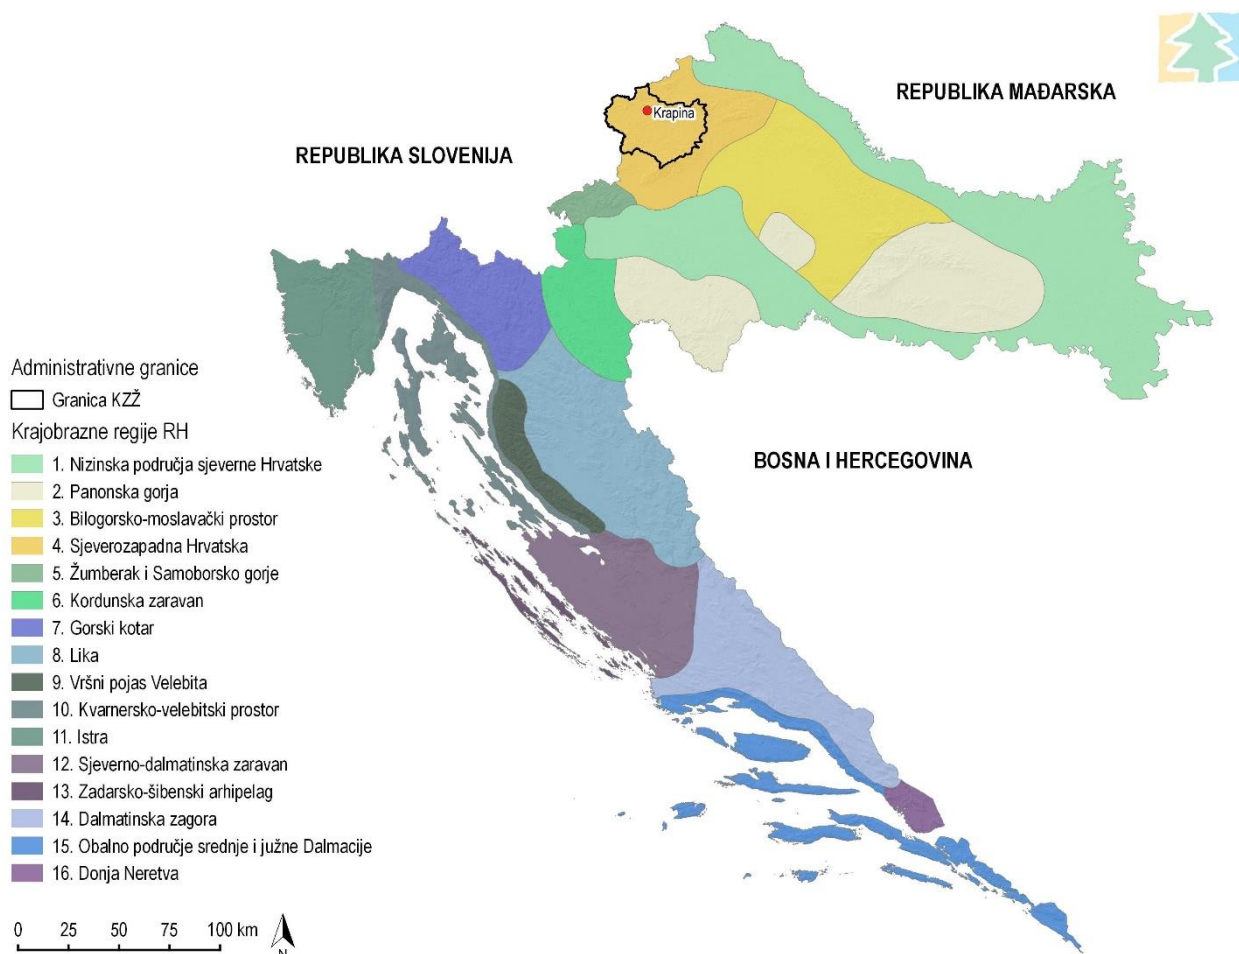 REPUBLIKA MAĐARSKA
Krapina
REPUBLIKA SLOVENIJA
BOSNA I HERCEGOVINA
Administrativne granice
Granica KZŽ
Krajobrazne regije RH
1. Nizinska područja sjeverne Hrvatske
2. Panonska gorja
3. Bilogorsko-moslavački prostor
4. Sjeverozapadna Hrvatska
5. Žumberak i Samoborsko gorje
6. Kordunska zaravan
7. Gorski kotar
8. Lika
9. Vršni pojas Velebita
10. Kvarnersko-velebitski prostor
11. Istra
12. Sjeverno-dalmatinska zaravan
13. Zadarsko-šibenski arhipelag
14. Dalmatinska zagora
15. Obalno područje srednje i južne Dalmacije
16. Donja Neretva
0 25 50 75 100 km
N